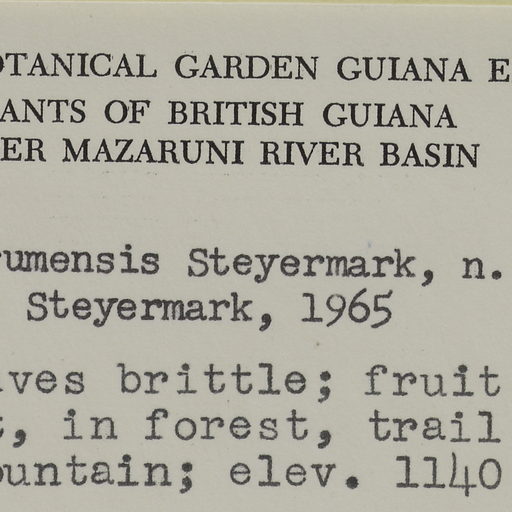 OTANICAL GARDEN GUIANA E
ANTS OF BRITISH GUIANA
ER MAZARUNI RIVER BASIN
umensis Steyermark, n.
Steyermark, 1965
ves brittle; fruit
, in forest, trail
ountain; elev. 1140